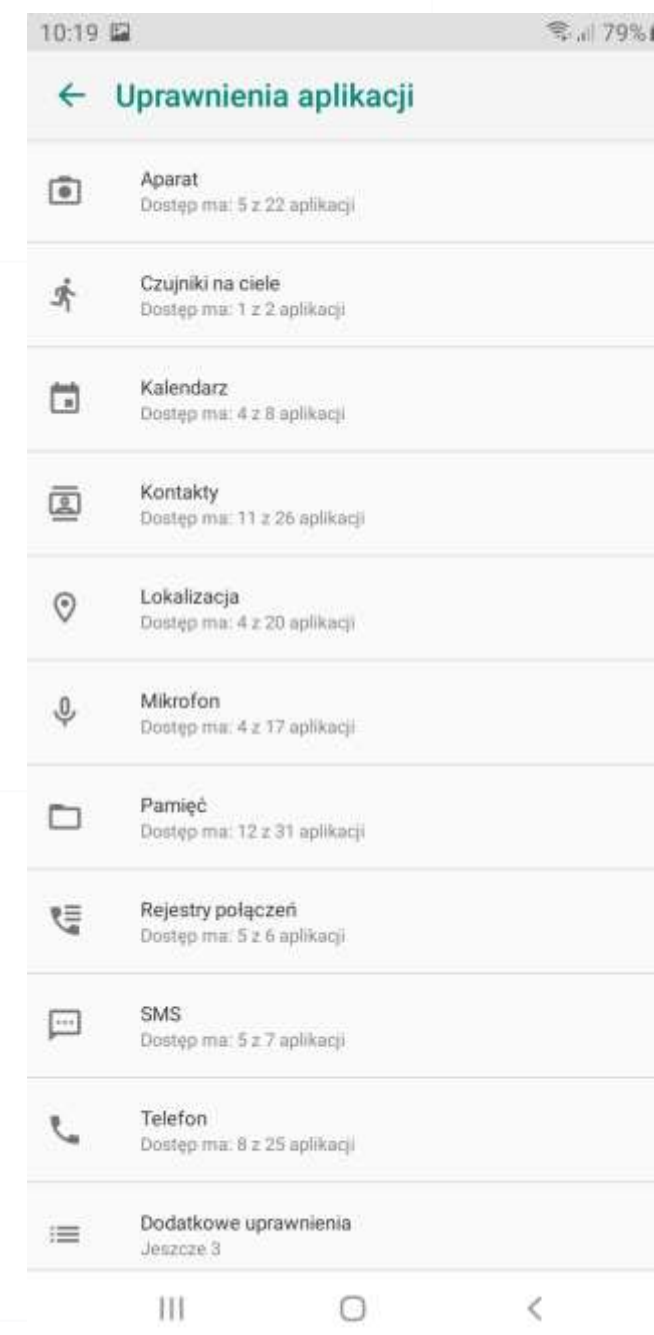 10:19 79%
Uprawnienia aplikacji
Aparat
Dostęp ma: 5 z 22 aplikacji
Czujniki na ciele
Dostęp ma: 1 z 2 aplikacji
Kalendarz
Dostęp ma: 4 z 8 aplikacji
Kontakty
Dostęp ma: 11 z 26 aplikacji
Lokalizacja
Dostęp ma: 4 z 20 aplikacji
Mikrofon
Dostęp ma: 4 z 17 aplikacji
Pamięć
Dostęp ma: 12 z 31 aplikacji
Rejestry połączeń
Dostęp ma: 5 z 6 aplikacji
SMS
Dostęp ma: 5 z 7 aplikacji
Telefon
Dostęp ma: 8 z 25 aplikacji
Dodatkowe uprawnienia
Jeszcze 3